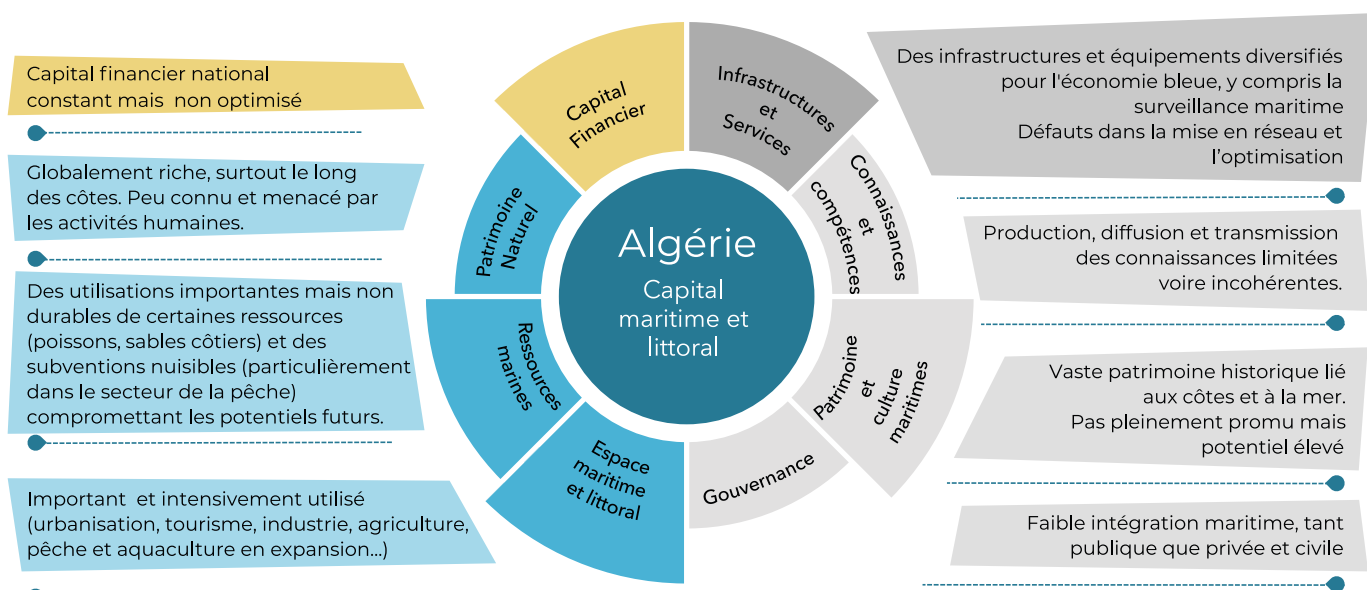 Capital financier national
constant mais non optimisé
Globalement riche, surtout le long
des côtes. Peu connu et menacé par
les activités humaines.
Des utilisations importantes mais non
durables de certaines ressources
(poissons, sables côtiers) et des
subventions nuisibles (particulièrement
dans le secteur de la pêche)
compromettant les potentiels futurs.
Important et intensivement utilisé
(urbanisation, tourisme, industrie, agriculture,
pêche et aquaculture en expansion...)
Capital
Financier
Patrimoine
Naturel
Ressources
marines
Espace
maritime
et littoral
Algérie
Capital
maritime et
littoral
Infrastructures
et
Services
Connaissances
et
compétences
Patrimoine
et
culture
maritimes
Gouvernance
Des infrastructures et équipements diversifiés
pour l'économie bleue, y compris la
surveillance maritime
Défauts dans la mise en réseau et
l’optimisation
Production, diffusion et transmission
des connaissances limitées
voire incohérentes.
Vaste patrimoine historique lié
aux côtes et à la mer.
Pas pleinement promu mais
potentiel élevé
Faible intégration maritime, tant
publique que privée et civile